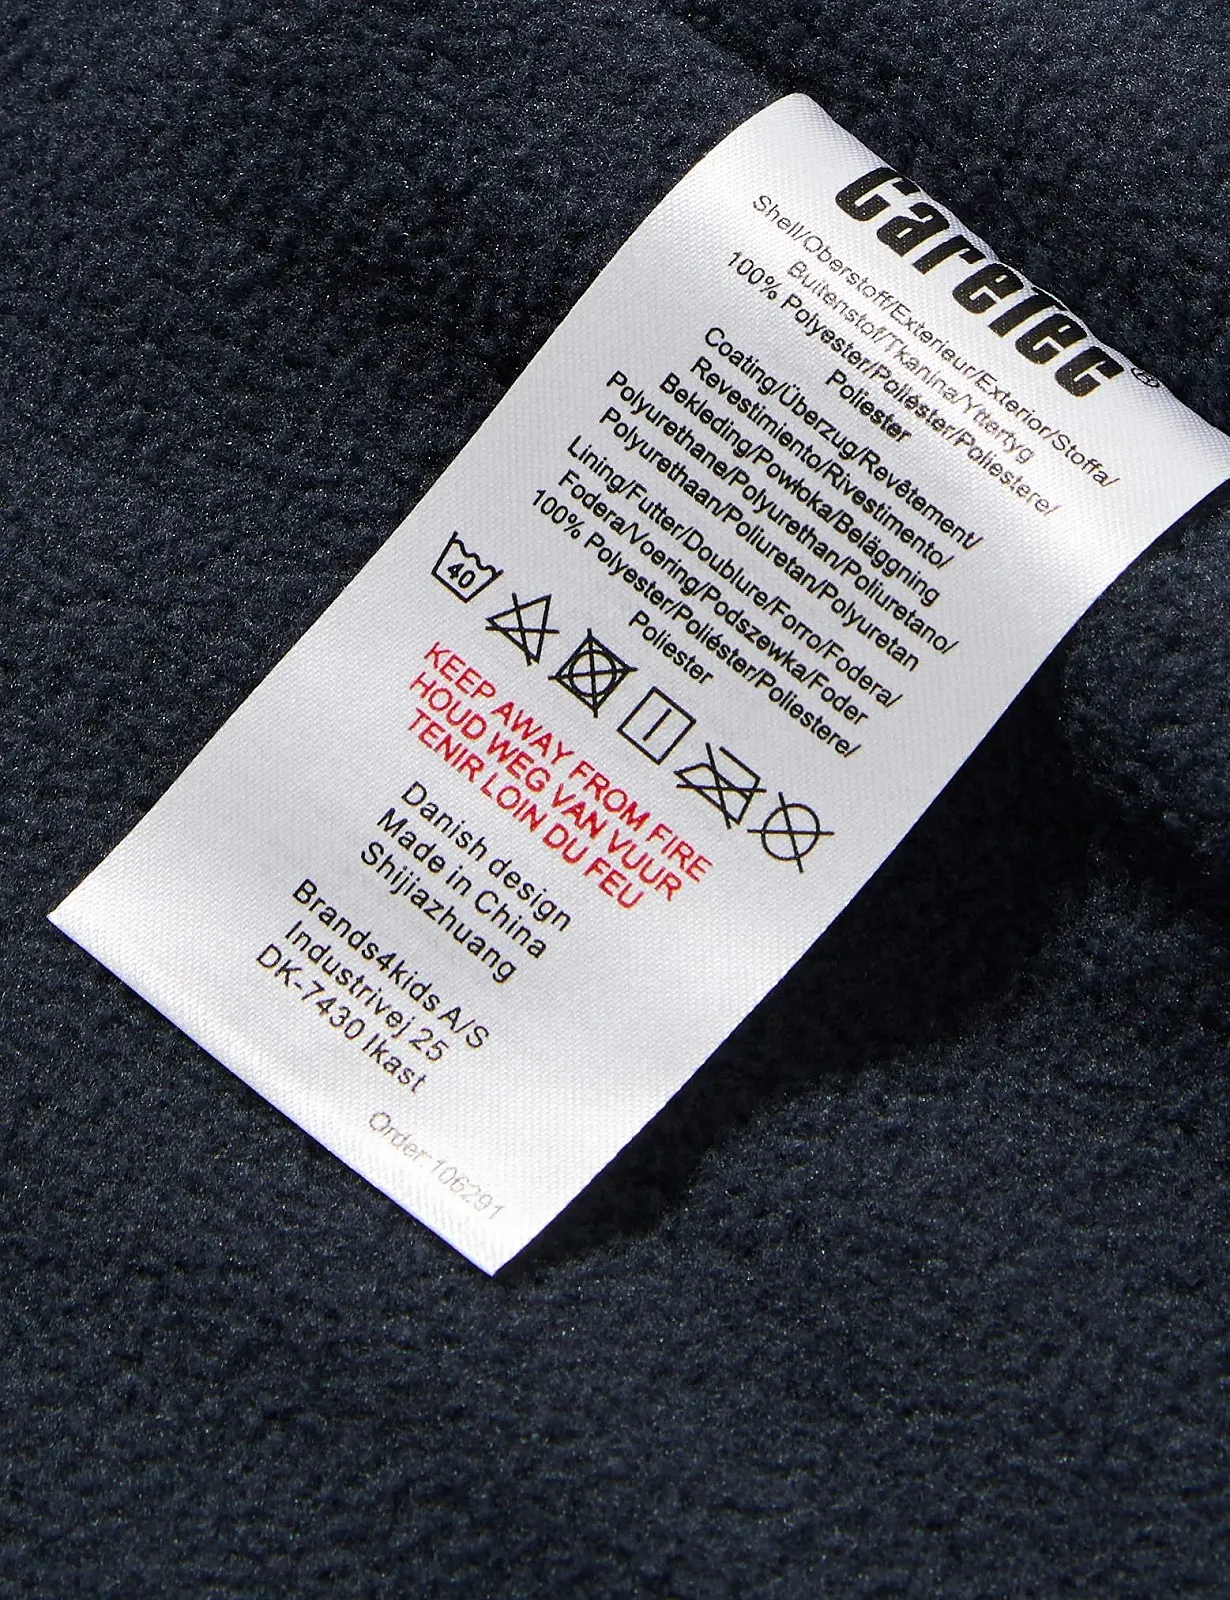 CareTec®
Shell/Oberstoff/Exterieur/Exterior/Stoffa/
Buitenstof/Tkanina/Yttertyg
100% Polyester/Poliéster/Poliestere/
Poliester
Coating/Überzug/Revêtement/
Revestimiento/Rivestimento/
Bekleding/Powłoka/Beläggning
Polyurethane/Polyurethan/Poliuretano/
Polyurethaan/Poliuretan/Polyuretan
Lining/Futter/Doublure/Forro/Fodera/
Fodera/Voering/Podszewka/Foder
100% Polyester/Poliéster/Poliestere/
Poliester
40
KEEP AWAY FROM FIRE
HOUD WEG VAN VUUR
TENIR LOIN DU FEU
Danish design
Made in China
Shijiazhuang
Brands4kids A/S
Industrivej 25
DK-7430 Ikast
Order: 106291